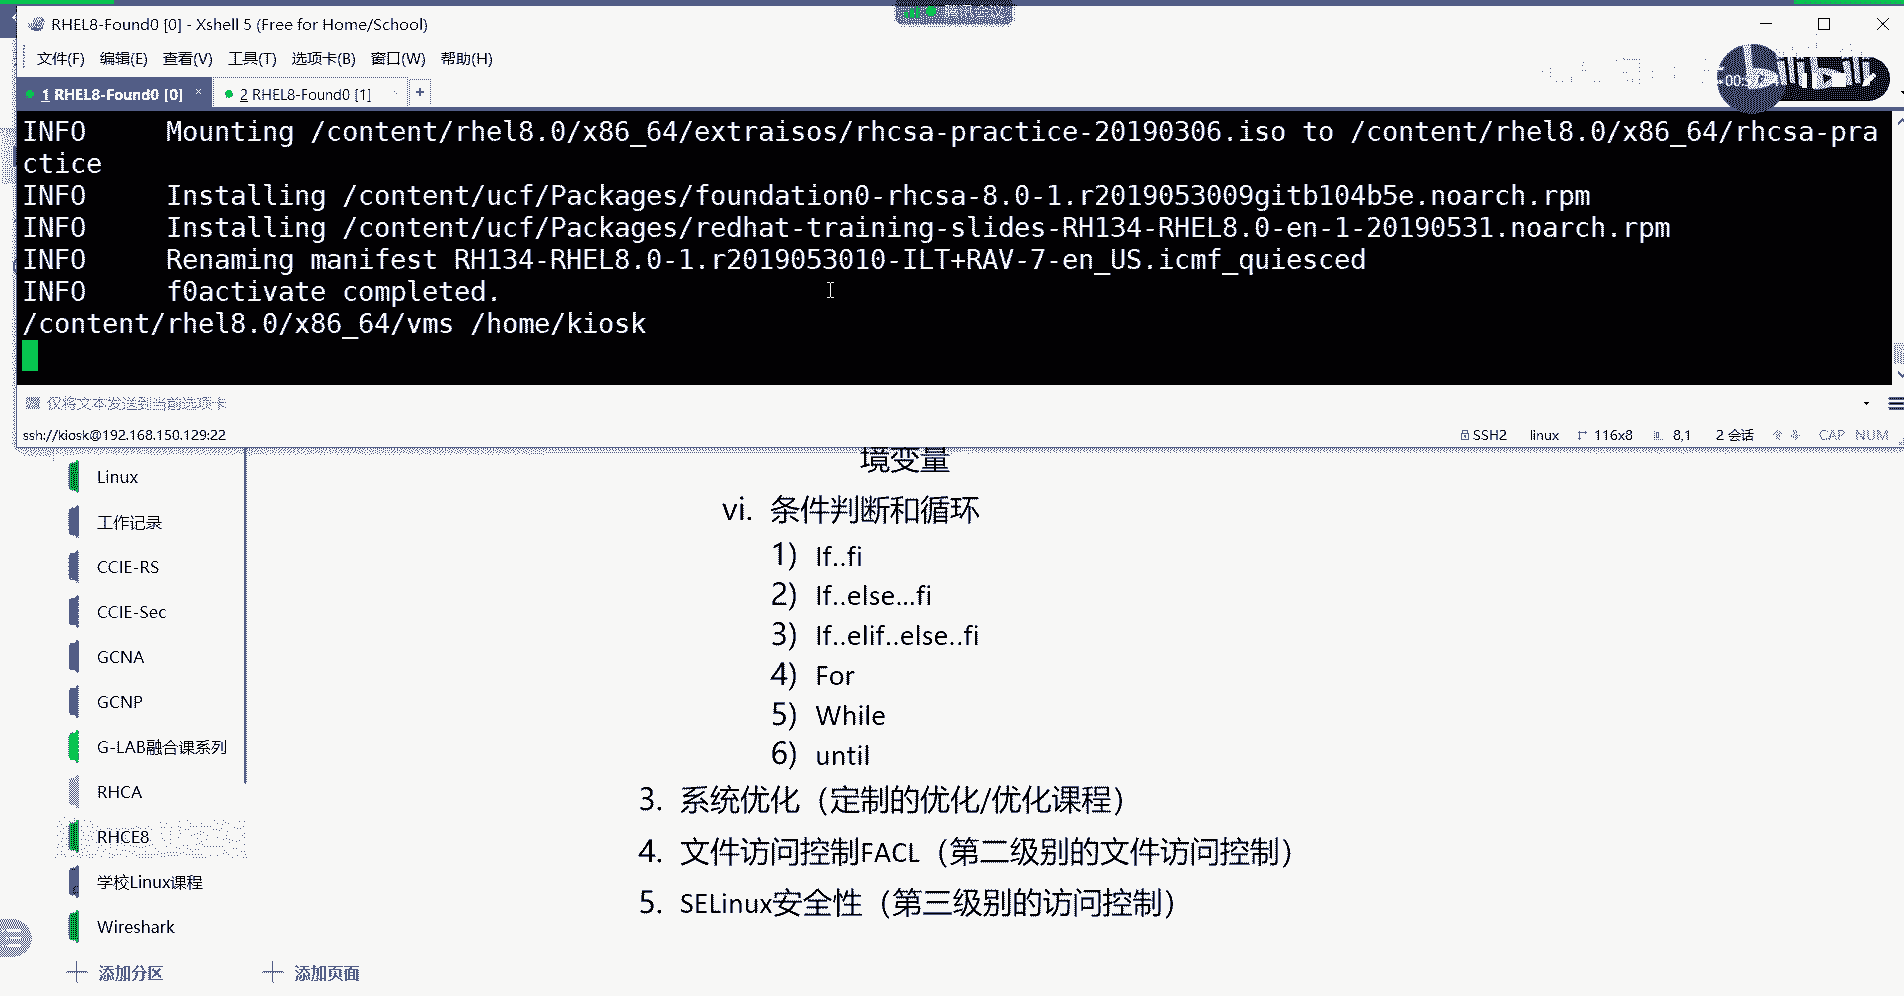 RHEL8-Found0 [0] - Xshell 5 (Free for Home/School)
文件(F) 编辑(E) 查看(V) 工具(T) 选项卡(B) 窗口(W) 帮助(H)
1 RHEL8-Found0 [0] × 2 RHEL8-Found0 [1] +
INFO Mounting /content/rhel8.0/x86_64/extraisos/rhcsa-practice-20190306.iso to /content/rhel8.0/x86_64/rhcsa-pra
ctice
INFO Installing /content/ucf/Packages/foundation0-rhcsa-8.0-1.r2019053009gitb104b5e.noarch.rpm
INFO Installing /content/ucf/Packages/redhat-training-slides-RH134-RHEL8.0-en-1-20190531.noarch.rpm
INFO Renaming manifest RH134-RHEL8.0-1.r2019053010-ILT+RAV-7-en_US.icmf_quiesced
INFO f0activate completed.
/content/rhel8.0/x86_64/vms /home/kiosk
仅将文本发送到当前选项卡
ssh://kiosk@192.168.150.129:22 SSH2 linux 116x8 8,1 2 会话 CAP NUM
Linux
工作记录
CCIE-RS
CCIE-Sec
GCNA
GCNP
G-LAB融合课系列
RHCA
RHCE8
学校Linux课程
Wireshark
添加分区 添加页面
境变量
vi. 条件判断和循环
1) If..fi
2) If..else...fi
3) If..elif..else..fi
4) For
5) While
6) until
3. 系统优化（定制的优化/优化课程）
4. 文件访问控制FACL（第二级别的文件访问控制）
5. SELinux安全性（第三级别的访问控制）